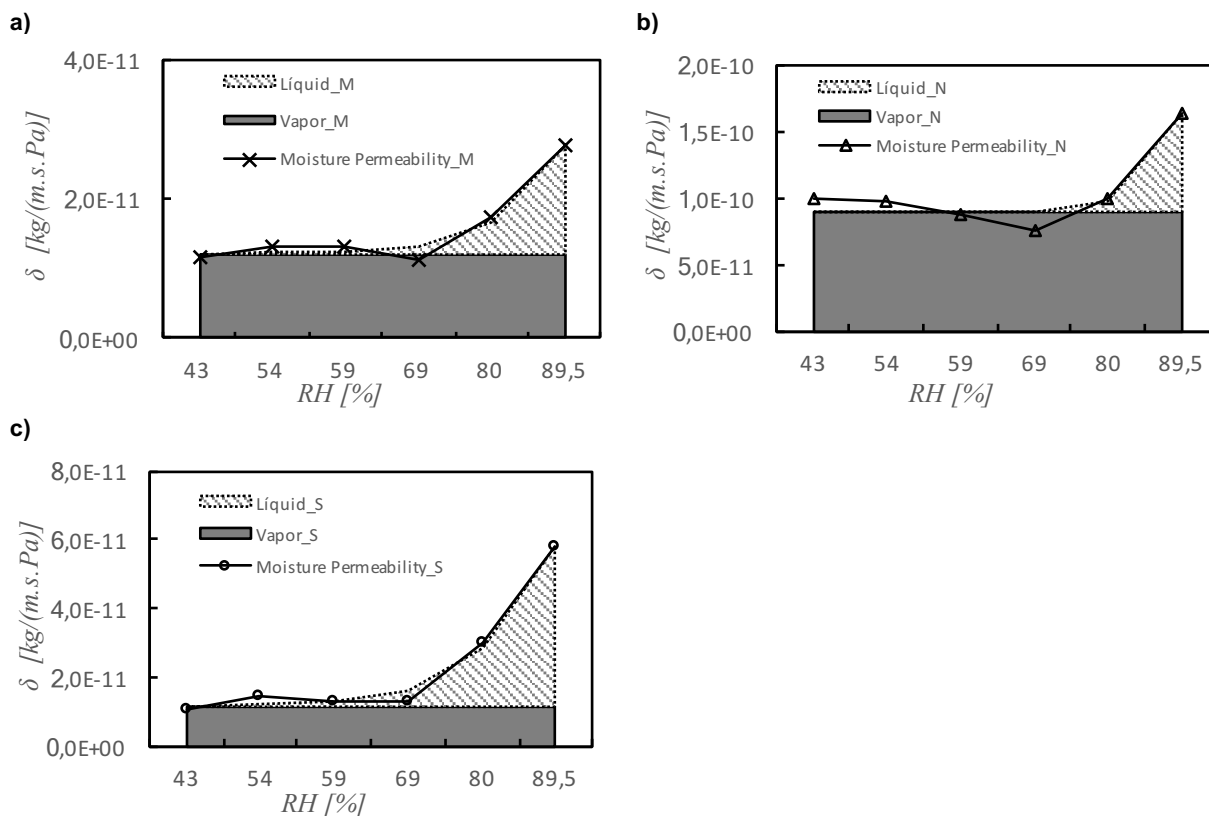 a)
4,0E-11
2,0E-11
0,0E+00
δ [kg/(m.s.Pa)]
Líquid_M
Vapor_M
Moisture Permeability_M
43 54 59 69 80 89,5
RH [%]
b)
2,0E-10
1,5E-10
1,0E-10
5,0E-11
0,0E+00
δ [kg/(m.s.Pa)]
Líquid_N
Vapor_N
Moisture Permeability_N
43 54 59 69 80 89,5
RH [%]
c)
8,0E-11
6,0E-11
4,0E-11
2,0E-11
0,0E+00
δ [kg/(m.s.Pa)]
Líquid_S
Vapor_S
Moisture Permeability_S
43 54 59 69 80 89,5
RH [%]